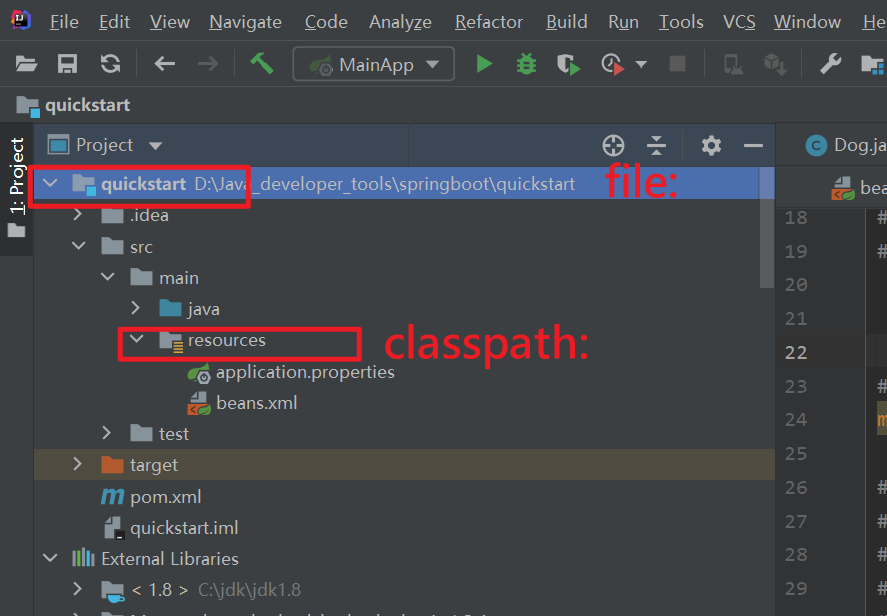 File Edit View Navigate Code Analyze Refactor Build Run Tools VCS Window He
MainApp
quickstart
1: Project
Project
Dog.ja
quickstart D:\Java_developer_tools\springboot\quickstart file:
bea
.idea
18 #
src
19 #
main
20
java
21
resources classpath:
22
application.properties
23 #
beans.xml
24 m
test
25
target
26 #
pom.xml
27 #
quickstart.iml
28 #
External Libraries
29 #
< 1.8 > C:\jdk\jdk1.8